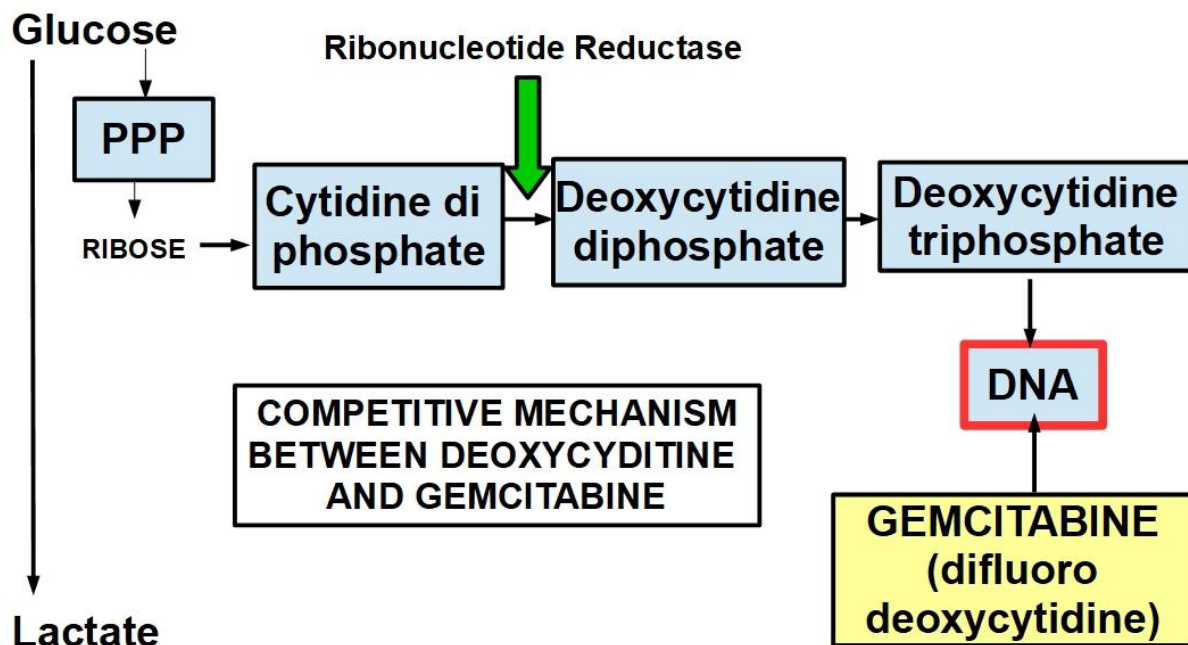 Glucose
Ribonucleotide Reductase
PPP
RIBOSE
Cytidine di
phosphate
Deoxycytidine
diphosphate
Deoxycytidine
triphosphate
DNA
COMPETITIVE MECHANISM
BETWEEN DEOXYCYDITINE
AND GEMCITABINE
GEMCITABINE
(difluoro
deoxycytidine)
Lactate